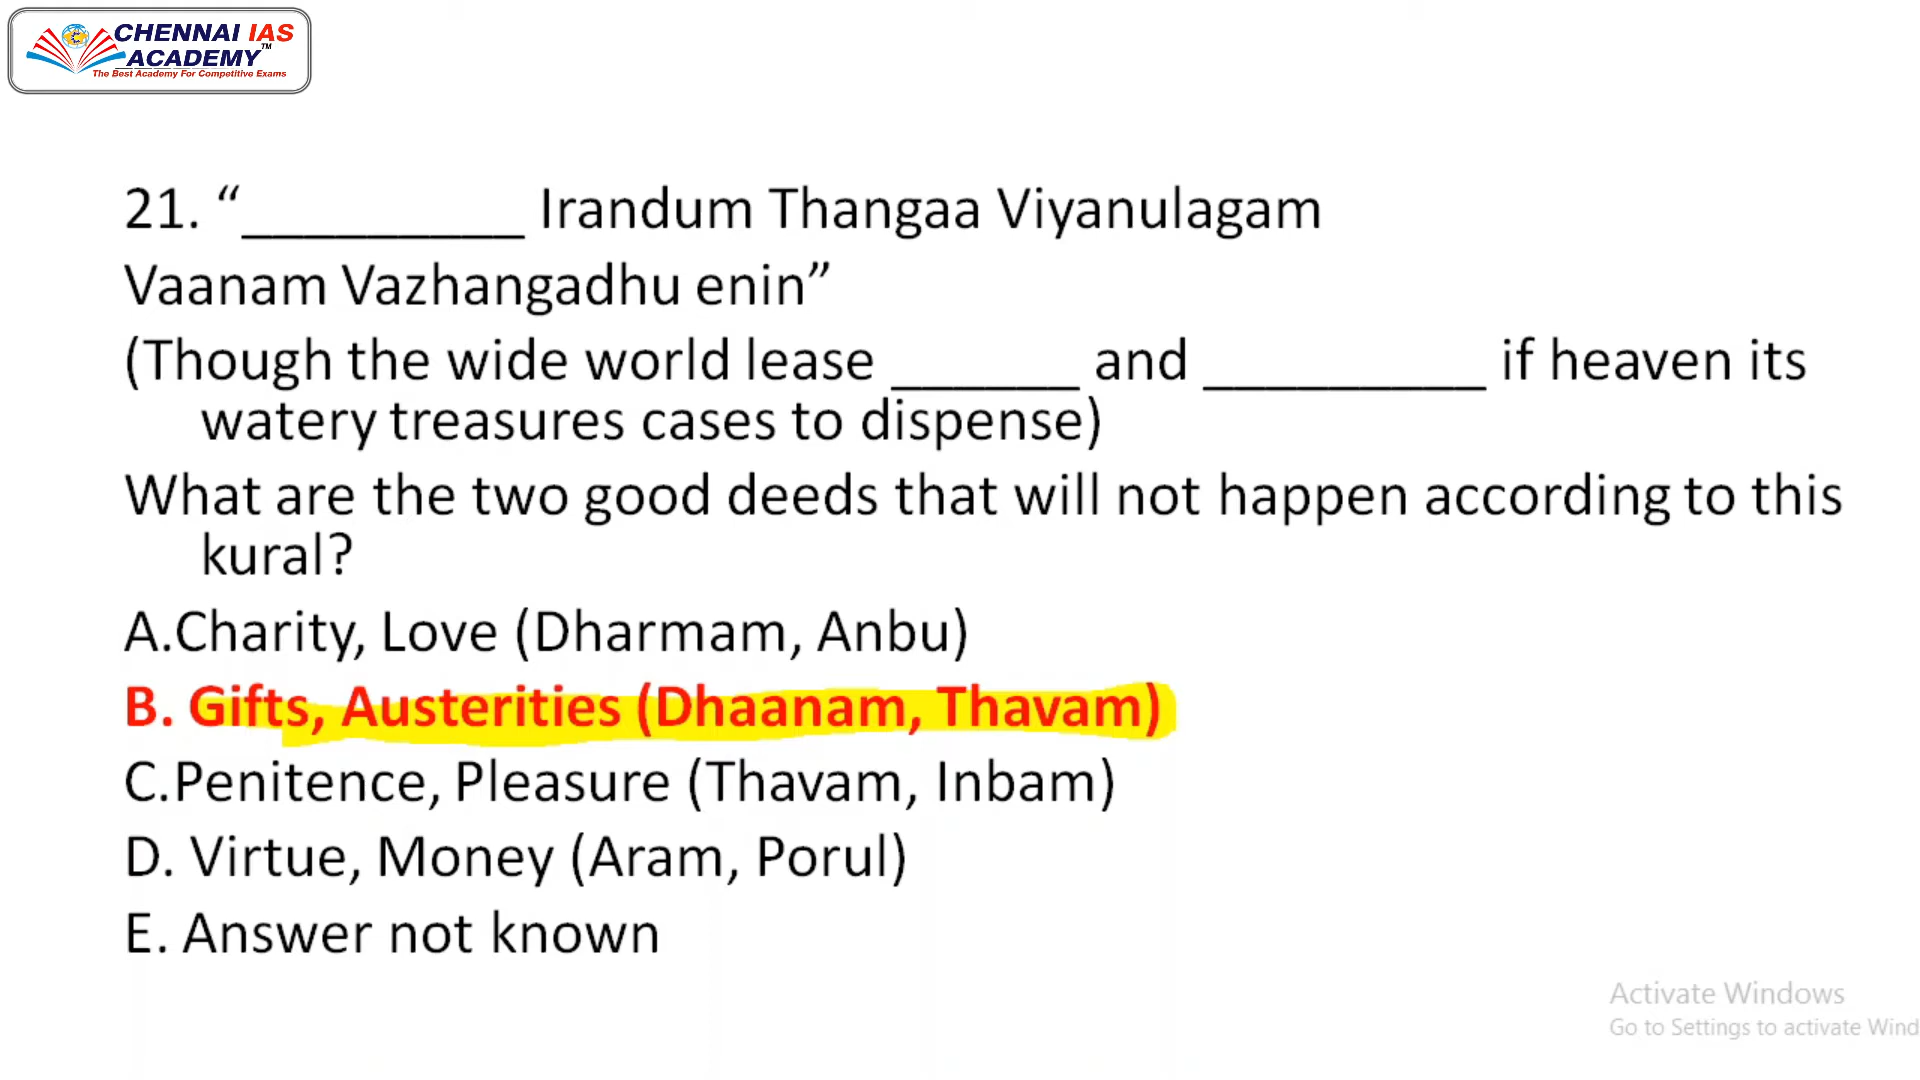 CHENNAI IAS
ACADEMY™
The Best Academy For Competitive Exams
21. “_________ Irandum Thangaa Viyanulagam
Vaanam Vazhangadhu enin”
(Though the wide world lease ______ and _________ if heaven its
watery treasures cases to dispense)
What are the two good deeds that will not happen according to this
kural?
A.Charity, Love (Dharmam, Anbu)
B. Gifts, Austerities (Dhaanam, Thavam)
C.Penitence, Pleasure (Thavam, Inbam)
D. Virtue, Money (Aram, Porul)
E. Answer not known
Activate Windows
Go to Settings to activate Wind